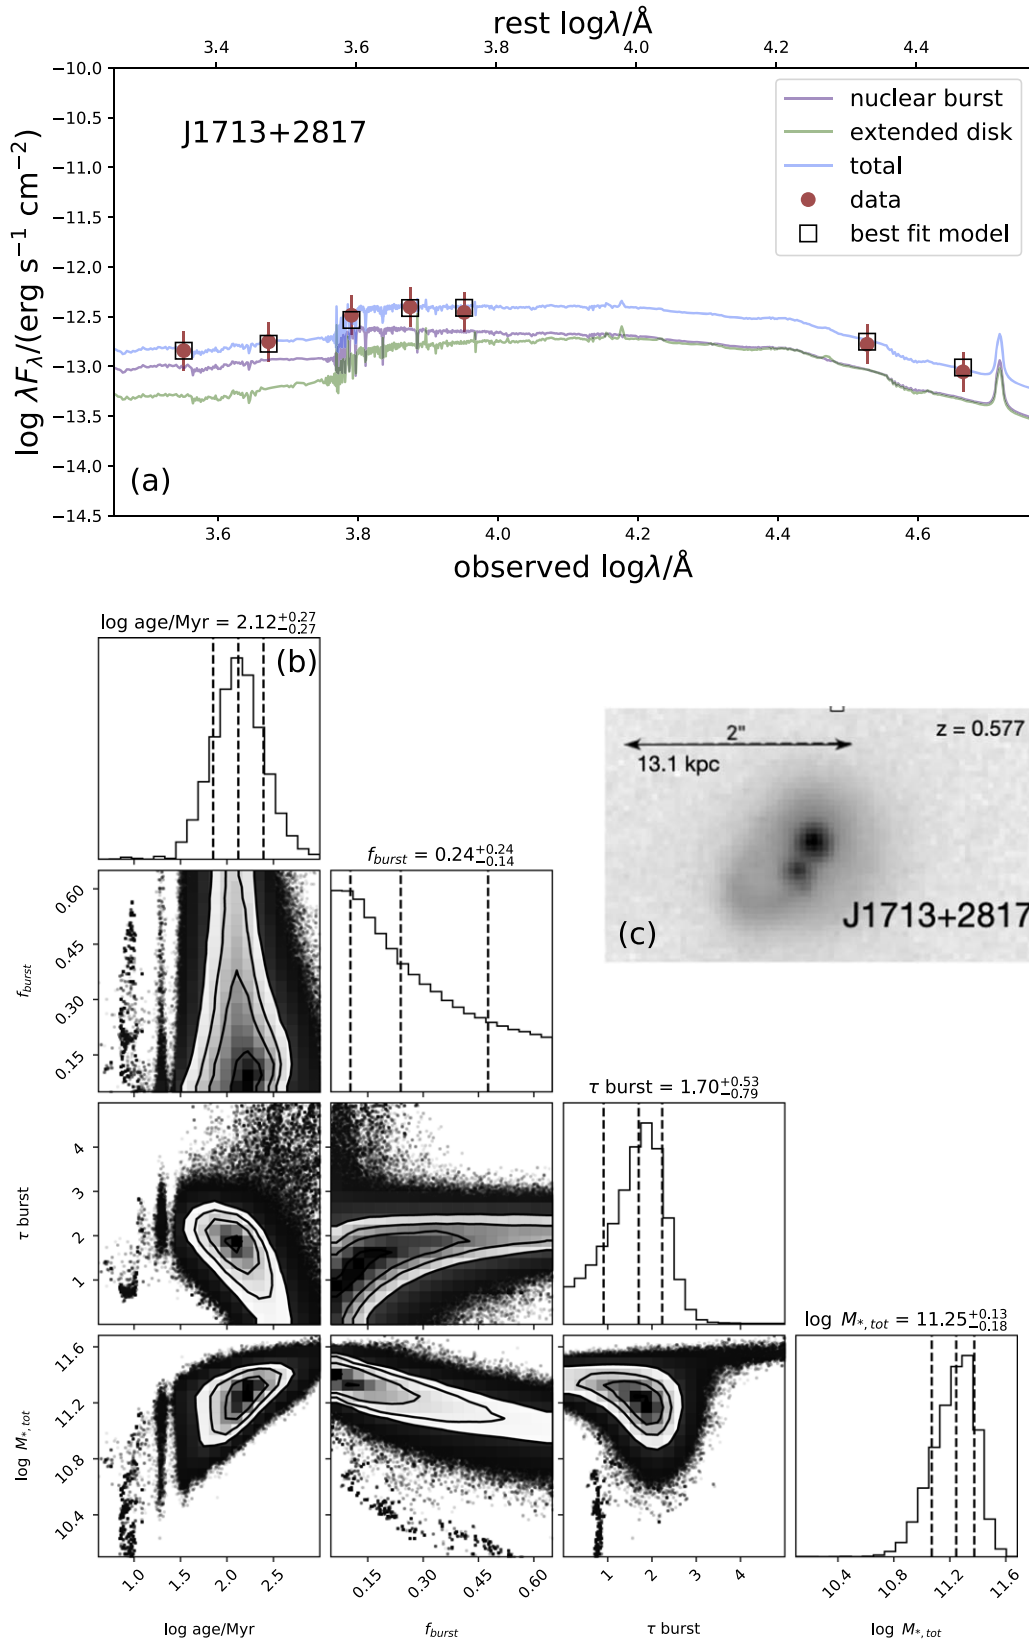 rest logλ/Å
3.4 3.6 3.8 4.0 4.2 4.4
−10.0
−10.5
−11.0
−11.5
−12.0
−12.5
−13.0
−13.5
−14.0
−14.5
log λFλ/(erg s⁻¹ cm⁻²)
J1713+2817
nuclear burst
extended disk
total
data
best fit model
(a)
3.6 3.8 4.0 4.2 4.4 4.6
observed logλ/Å
log age/Myr = 2.12+0.27−0.27
(b)
2"
z = 0.577
13.1 kpc
J1713+2817
(c)
fburst = 0.24+0.24−0.14
0.60
0.45
0.30
0.15
fburst
τ burst = 1.70+0.53−0.79
4
3
2
1
τ burst
log M*,tot = 11.25+0.13−0.18
11.6
11.2
10.8
10.4
log M*,tot
1.0 1.5 2.0 2.5
0.15 0.30 0.45 0.60
1 2 3 4
10.4 10.8 11.2 11.6
log age/Myr
fburst
τ burst
log M*,tot